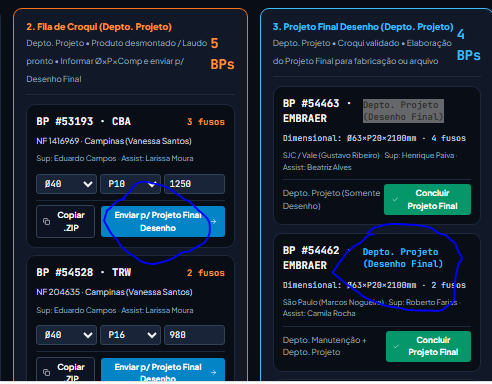 2. Fila de Croqui (Depto. Projeto)
Depto. Projeto • Produto desmontado / Laudo
pronto • Informar Ø×P×Comp e enviar p/
Desenho Final
5
BPs
BP #53193 • CBA
3 fusos
NF 1416969 • Campinas (Vanessa Santos)
Sup: Eduardo Campos • Assist: Larissa Moura
Ø40
P10
1250
Copiar
.ZIP
Enviar p/ Projeto Final
Desenho
→
BP #54528 • TRW
2 fusos
NF 204635 • Campinas (Vanessa Santos)
Sup: Eduardo Campos • Assist: Larissa Moura
Ø40
P16
980
Copiar
.ZIP
Enviar p/ Projeto Final
Desenho
→
3. Projeto Final Desenho (Depto. Projeto)
Depto. Projeto • Croqui validado • Elaboração
do Projeto Final para fabricação ou arquivo
4
BPs
BP #54463 •
EMBRAER
Depto. Projeto
(Desenho Final)
Dimensional: Ø63×P20×2100mm · 4 fusos
SJC / Vale (Gustavo Ribeiro) · Sup: Henrique Paiva ·
Assist: Beatriz Alves
Depto. Projeto (Somente
Desenho)
✓ Concluir
Projeto Final
BP #54462
EMBRAER
Depto. Projeto
(Desenho Final)
Dimensional: Ø63×P20×2100mm · 2 fusos
São Paulo (Marcos Nogueira) · Sup: Roberto Farias ·
Assist: Camila Rocha
Depto. Manutenção +
Depto. Projeto
✓ Concluir
Projeto Final